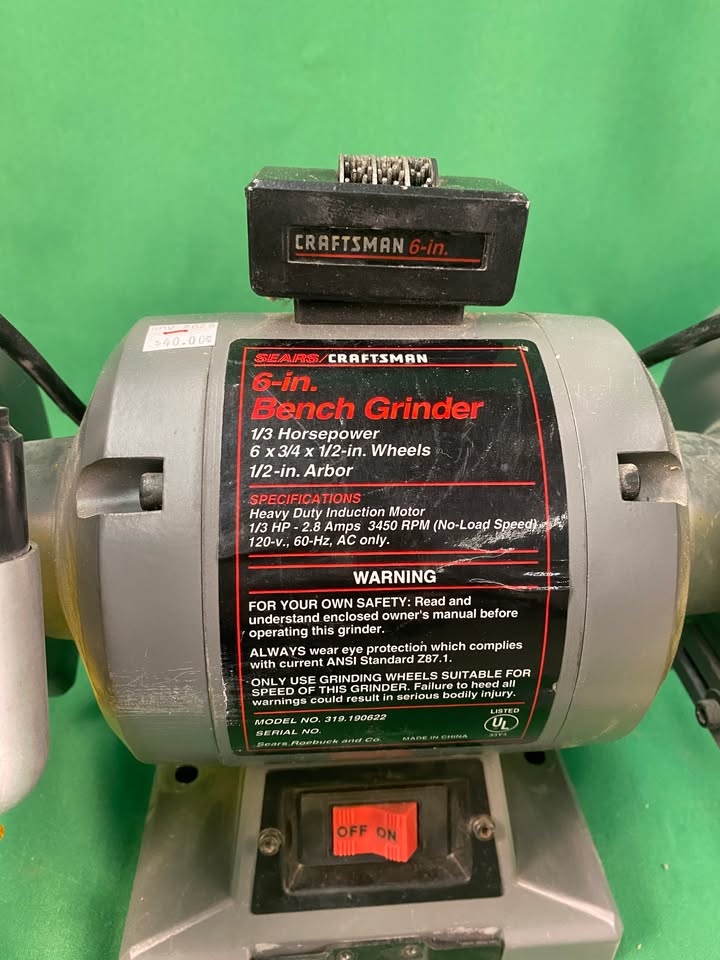 CRAFTSMAN 6-in.
$40.00
SEARS/CRAFTSMAN
6-in.
Bench Grinder
1/3 Horsepower
6 x 3/4 x 1/2-in. Wheels
1/2-in. Arbor
SPECIFICATIONS
Heavy Duty Induction Motor
1/3 HP - 2.8 Amps 3450 RPM (No-Load Speed)
120-v., 60-Hz, AC only.
WARNING
FOR YOUR OWN SAFETY: Read and
understand enclosed owner's manual before
operating this grinder.
ALWAYS wear eye protection which complies
with current ANSI Standard Z87.1.
ONLY USE GRINDING WHEELS SUITABLE FOR
SPEED OF THIS GRINDER. Failure to heed all
warnings could result in serious bodily injury.
MODEL NO. 319.190622
SERIAL NO.
Sears Roebuck and Co. MADE IN CHINA
LISTED
UL
OFF ON